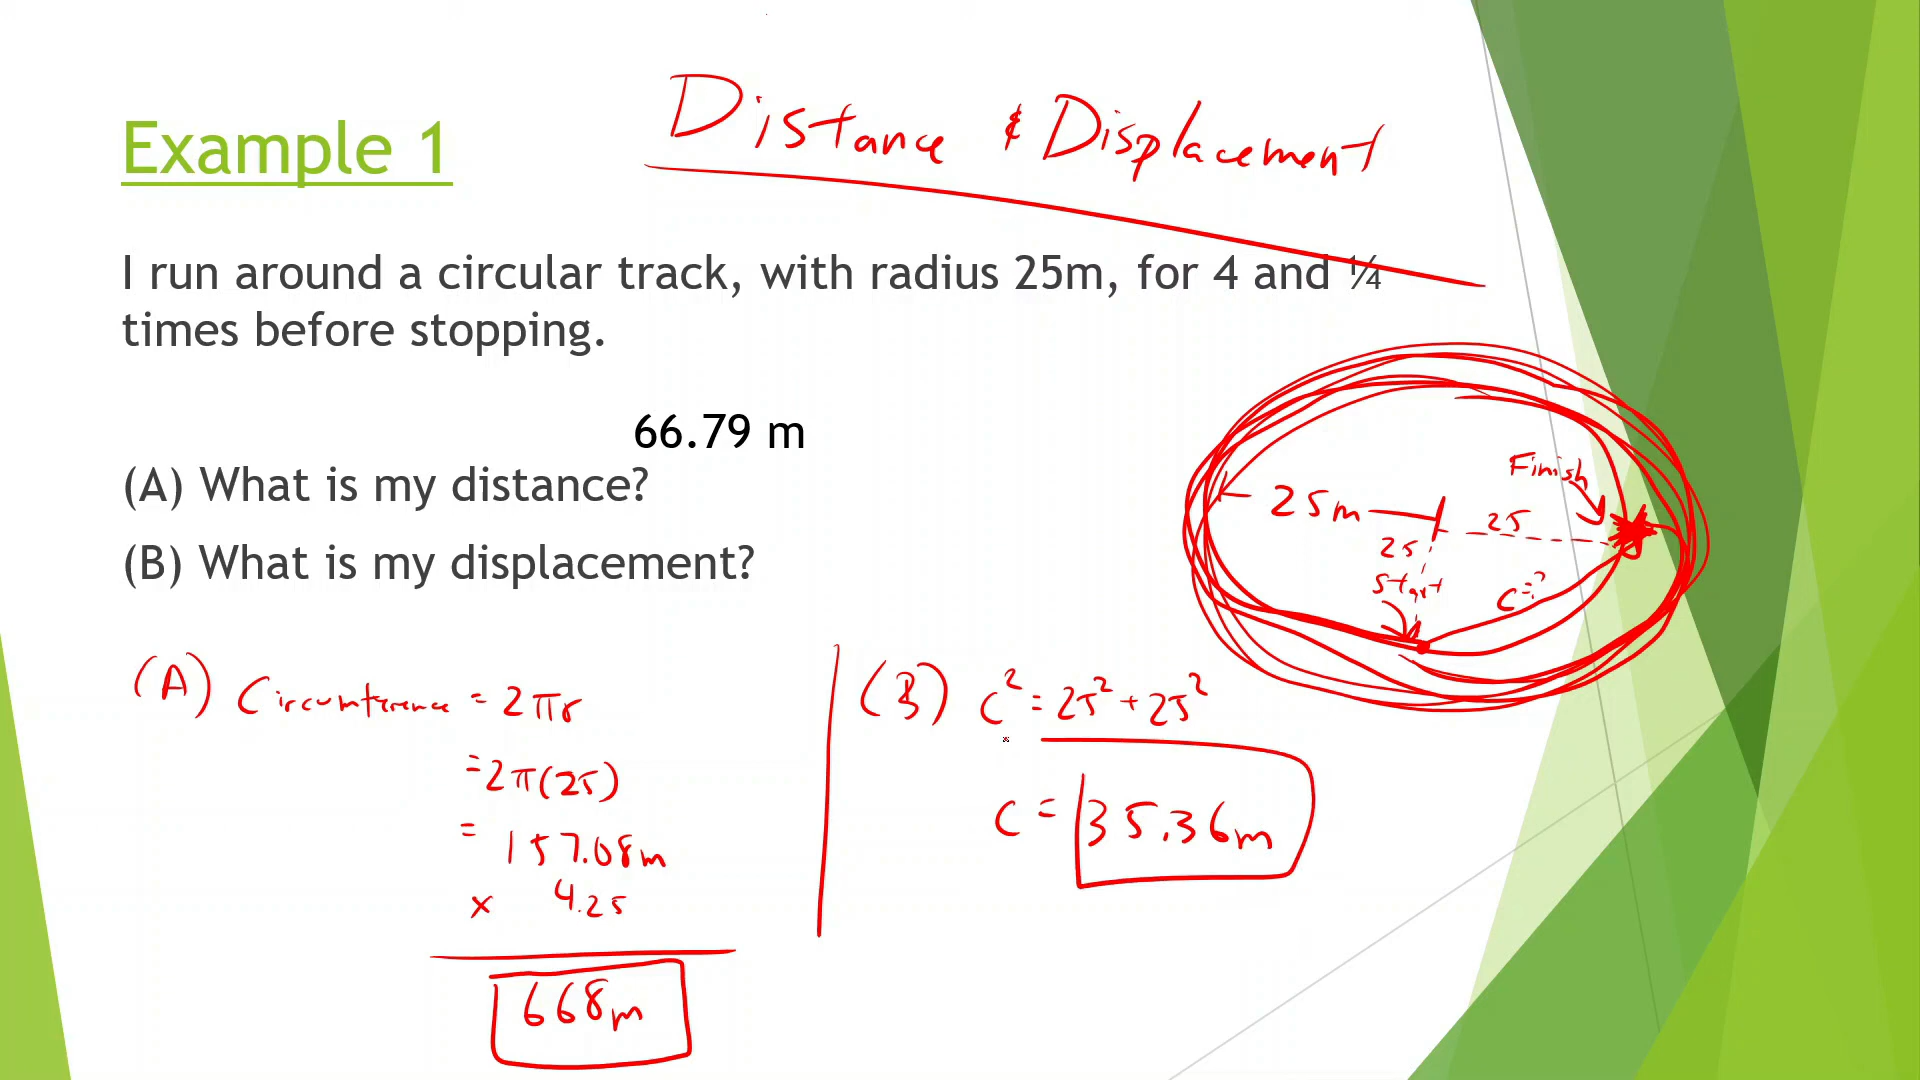 Distance & Displacement
Example 1
I run around a circular track, with radius 25m, for 4 and ¼
times before stopping.
66.79 m
(A) What is my distance?
(B) What is my displacement?
Finish
25m
25
25
Start
c=?
(A) Circumference = 2πr
=2π(25)
= 157.08m
x 4.25
668m
(B) c² = 25² + 25²
c = 35.36m